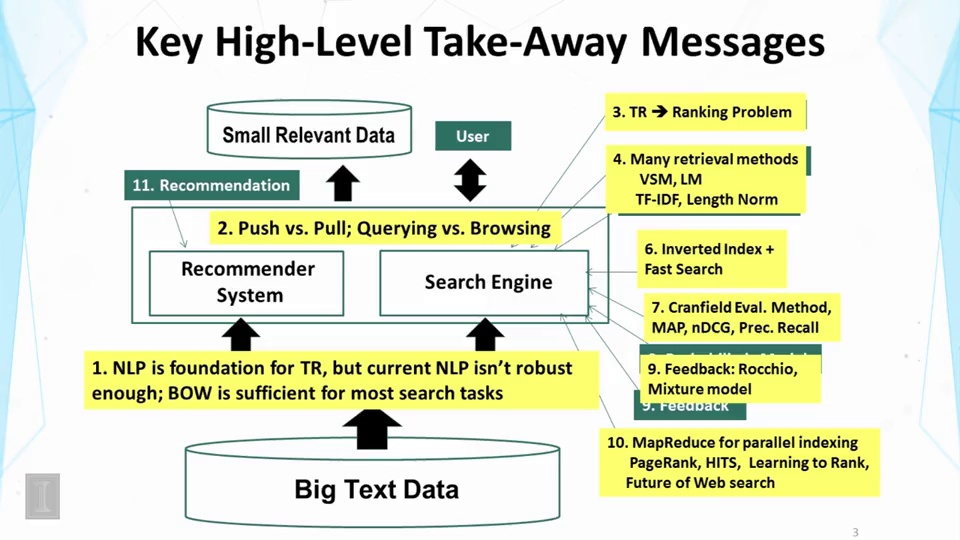 Key High-Level Take-Away Messages
Small Relevant Data
User
3. TR ➔ Ranking Problem
4. Many retrieval methods
VSM, LM
TF-IDF, Length Norm
11. Recommendation
2. Push vs. Pull; Querying vs. Browsing
Recommender
System
Search Engine
6. Inverted Index +
Fast Search
7. Cranfield Eval. Method,
MAP, nDCG, Prec. Recall
1. NLP is foundation for TR, but current NLP isn't robust
enough; BOW is sufficient for most search tasks
9. Feedback: Rocchio,
Mixture model
9. Feedback
10. MapReduce for parallel indexing
PageRank, HITS, Learning to Rank,
Future of Web search
Big Text Data
I
3